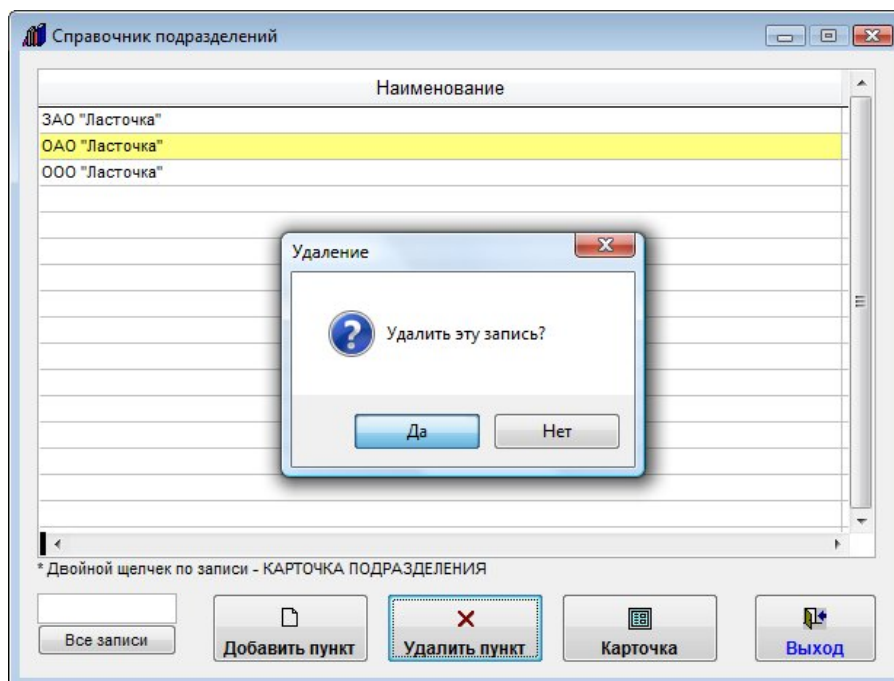 Справочник подразделений
Наименование
ЗАО "Ласточка"
ОАО "Ласточка"
ООО "Ласточка"
Удаление
Удалить эту запись?
Да
Нет
* Двойной щелчек по записи - КАРТОЧКА ПОДРАЗДЕЛЕНИЯ
Все записи
Добавить пункт
Удалить пункт
Карточка
Выход